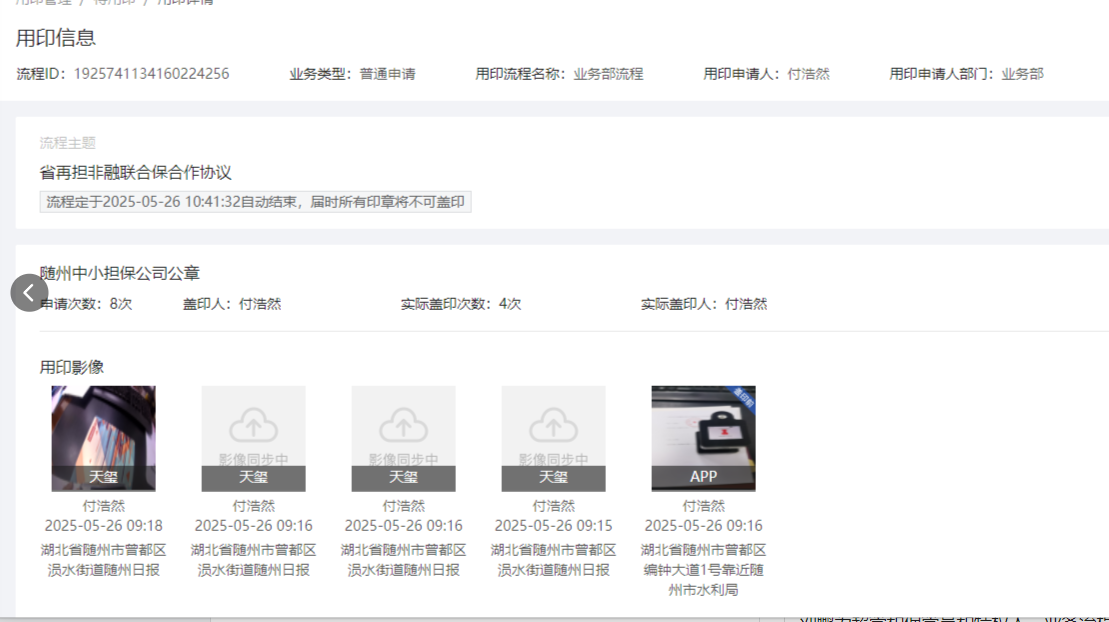 用印管理 / 待用印 / 用印详情
用印信息
流程ID：1925741134160224256 业务类型：普通申请 用印流程名称：业务部流程 用印申请人：付浩然 用印申请人部门：业务部
流程主题
省再担非融联合保合作协议
流程定于2025-05-26 10:41:32自动结束，届时所有印章将不可盖印
随州中小担保公司公章
申请次数：8次 盖印人：付浩然 实际盖印次数：4次 实际盖印人：付浩然
用印影像
影像同步中 影像同步中 影像同步中 盖印前
天玺 天玺 天玺 天玺 APP
付浩然 付浩然 付浩然 付浩然 付浩然
2025-05-26 09:18 2025-05-26 09:16 2025-05-26 09:16 2025-05-26 09:15 2025-05-26 09:16
湖北省随州市曾都区 湖北省随州市曾都区 湖北省随州市曾都区 湖北省随州市曾都区 湖北省随州市曾都区
涢水街道随州日报 涢水街道随州日报 涢水街道随州日报 涢水街道随州日报 编钟大道1号靠近随
州市水利局